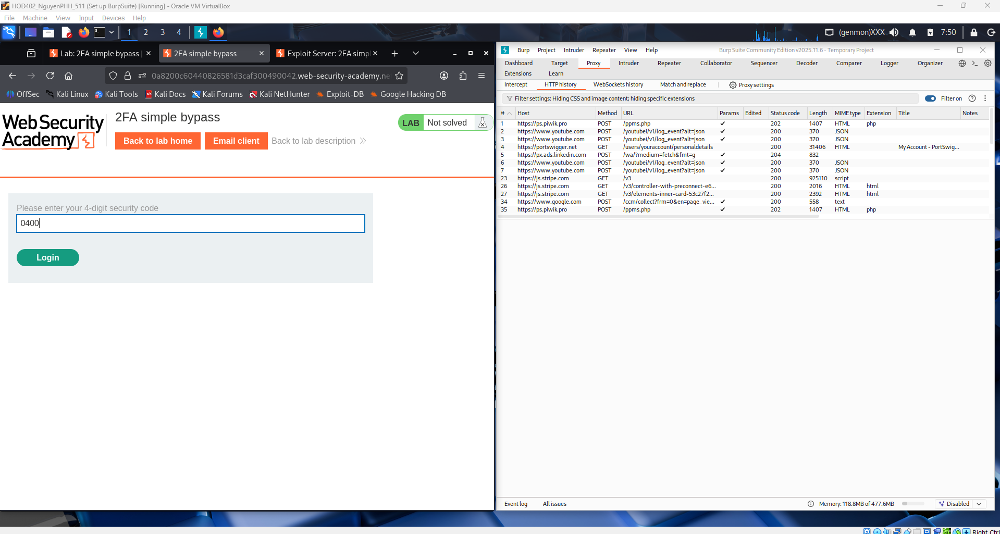 HOD402_NguyenPHH_511 (Set up BurpSuite) [Running] - Oracle VM VirtualBox
File Machine View Input Devices Help
1 2 3 4 (genmon)XXX 7:50
Lab: 2FA simple bypass | 2FA simple bypass Exploit Server: 2FA simpl
0a8200c60440826581d3caf300490042.web-security-academy.ne
OffSec Kali Linux Kali Tools Kali Docs Kali Forums Kali NetHunter Exploit-DB Google Hacking DB
WebSecurity
Academy
2FA simple bypass
LAB Not solved
Back to lab home Email client Back to lab description
Please enter your 4-digit security code
0400
Login
Burp Project Intruder Repeater View Help Burp Suite Community Edition v2025.11.6 - Temporary Project
Dashboard Target Proxy Intruder Repeater Collaborator Sequencer Decoder Comparer Logger Organizer
Extensions Learn
Intercept HTTP history WebSockets history Match and replace Proxy settings
Filter settings: Hiding CSS and image content; hiding specific extensions Filter on
# Host Method URL Params Edited Status code Length MIME type Extension Title Notes
1 https://ps.piwik.pro POST /ppms.php ✓ 202 1407 HTML php
2 https://www.youtube.com POST /youtubei/v1/log_event?alt=json ✓ 200 370 JSON
3 https://www.youtube.com POST /youtubei/v1/log_event?alt=json ✓ 200 370 JSON
4 https://portswigger.net GET /users/youraccount/personaldetails 200 31406 HTML My Account - PortSwig...
5 https://px.ads.linkedin.com POST /wa/?medium=fetch&fmt=g ✓ 204 832
6 https://www.youtube.com POST /youtubei/v1/log_event?alt=json ✓ 200 370 JSON
7 https://www.youtube.com POST /youtubei/v1/log_event?alt=json ✓ 200 370 JSON
23 https://js.stripe.com GET /v3 200 925110 script
26 https://js.stripe.com GET /v3/controller-with-preconnect-e6... 200 2016 HTML html
27 https://js.stripe.com GET /v3/elements-inner-card-53c27f2... 200 2392 HTML html
34 https://www.google.com POST /ccm/collect?frm=0&en=page_vie... ✓ 200 558 text
35 https://ps.piwik.pro POST /ppms.php ✓ 202 1407 HTML php
Event log All issues Memory: 118.8MB of 477.6MB Disabled
Right Ctrl